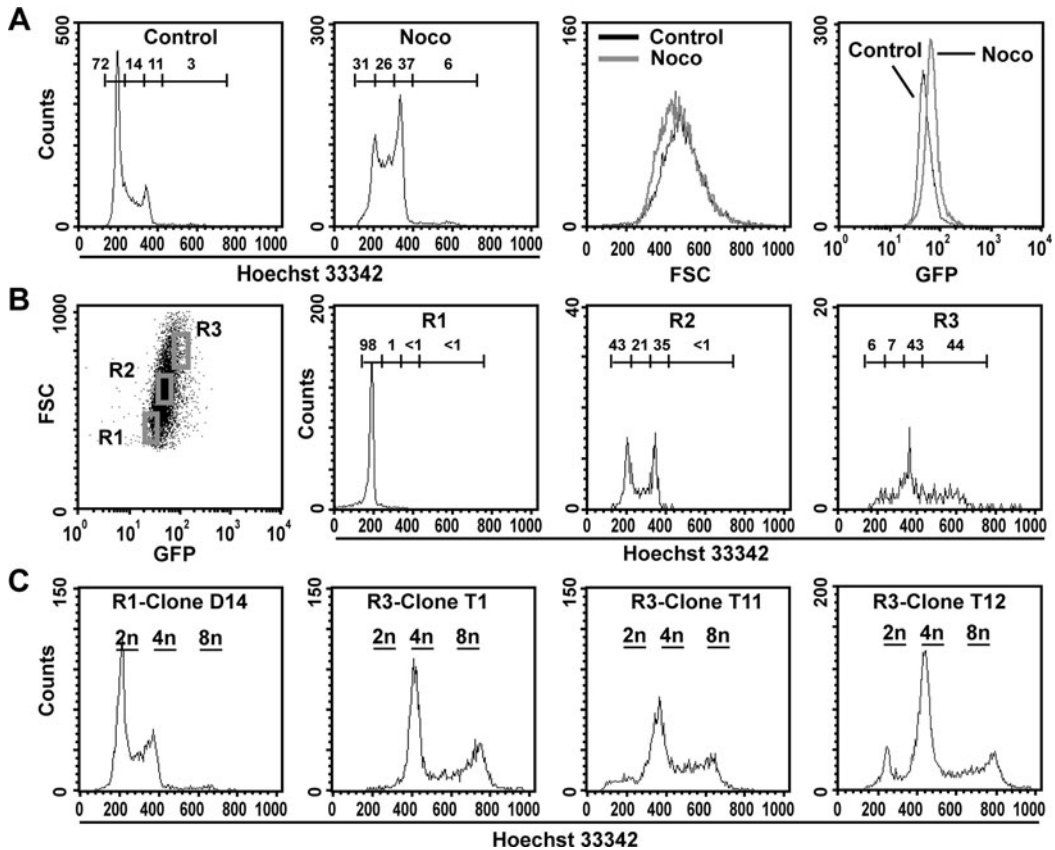 A
500
Control
72 14 11 3
Counts
0
0 200 400 600 800 1000
300
Noco
31 26 37 6
0
0 200 400 600 800 1000
Hoechst 33342
160
Control
Noco
0
0 200 400 600 800 1000
FSC
300
Control
Noco
0
10^0 10^1 10^2 10^3 10^4
GFP
B
1000
800
600
400
200
0
FSC
R3
R2
R1
10^0 10^1 10^2 10^3 10^4
GFP
200
R1
98 1 <1 <1
Counts
0
0 200 400 600 800 1000
40
R2
43 21 35 <1
0
0 200 400 600 800 1000
20
R3
6 7 43 44
0
0 200 400 600 800 1000
Hoechst 33342
C
150
R1-Clone D14
2n 4n 8n
Counts
0
0 200 400 600 800 1000
150
R3-Clone T1
2n 4n 8n
0
0 200 400 600 800 1000
150
R3-Clone T11
2n 4n 8n
0
0 200 400 600 800 1000
200
R3-Clone T12
2n 4n 8n
0
0 200 400 600 800 1000
Hoechst 33342